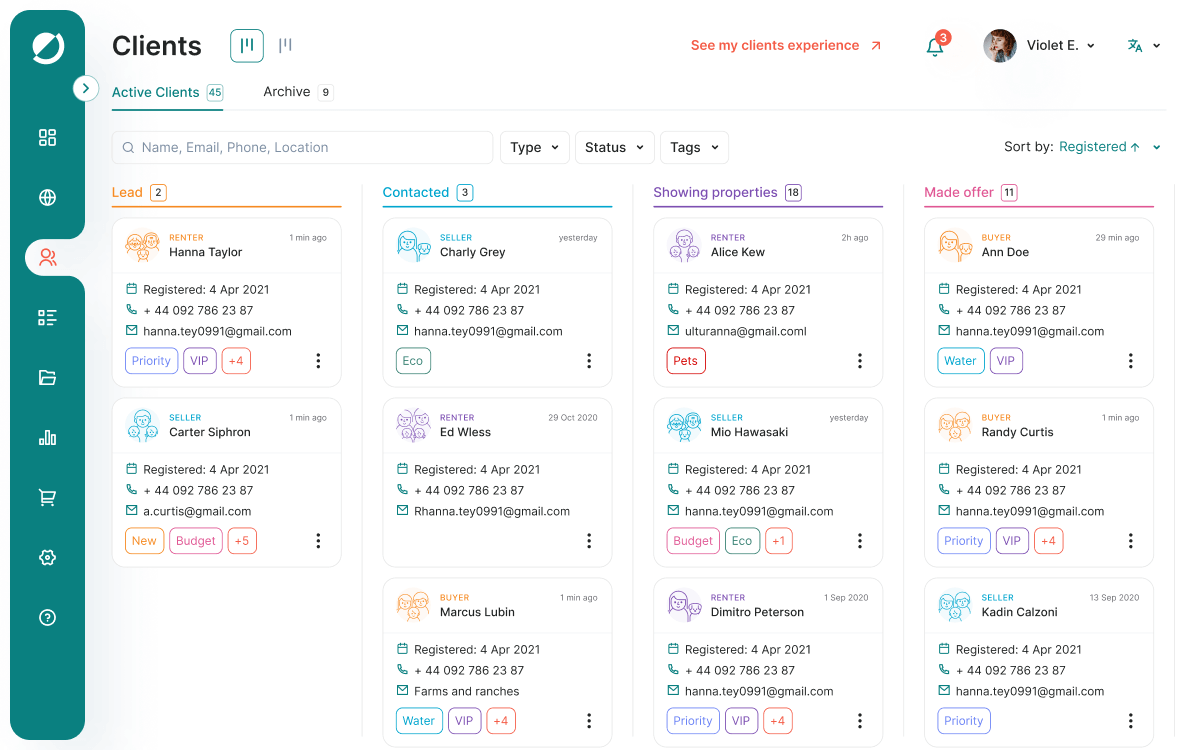 Clients
See my clients experience
3
Violet E.
Active Clients 45
Archive 9
Name, Email, Phone, Location
Type
Status
Tags
Sort by: Registered
Lead 2
RENTER
1 min ago
Hanna Taylor
Registered: 4 Apr 2021
+ 44 092 786 23 87
hanna.tey0991@gmail.com
Priority VIP +4
SELLER
1 min ago
Carter Siphron
Registered: 4 Apr 2021
+ 44 092 786 23 87
a.curtis@gmail.com
New Budget +5
Contacted 3
SELLER
yesterday
Charly Grey
Registered: 4 Apr 2021
+ 44 092 786 23 87
hanna.tey0991@gmail.com
Eco
RENTER
29 Oct 2020
Ed Wless
Registered: 4 Apr 2021
+ 44 092 786 23 87
Rhanna.tey0991@gmail.com
BUYER
1 min ago
Marcus Lubin
Registered: 4 Apr 2021
+ 44 092 786 23 87
Farms and ranches
Water VIP +4
Showing properties 18
RENTER
2h ago
Alice Kew
Registered: 4 Apr 2021
+ 44 092 786 23 87
ulturanna@gmail.coml
Pets
SELLER
yesterday
Mio Hawasaki
Registered: 4 Apr 2021
+ 44 092 786 23 87
hanna.tey0991@gmail.com
Budget Eco +1
RENTER
1 Sep 2020
Dimitro Peterson
Registered: 4 Apr 2021
+ 44 092 786 23 87
hanna.tey0991@gmail.com
Priority VIP +4
Made offer 11
BUYER
29 min ago
Ann Doe
Registered: 4 Apr 2021
+ 44 092 786 23 87
hanna.tey0991@gmail.com
Water VIP
BUYER
1 min ago
Randy Curtis
Registered: 4 Apr 2021
+ 44 092 786 23 87
hanna.tey0991@gmail.com
Priority VIP +4
SELLER
13 Sep 2020
Kadin Calzoni
Registered: 4 Apr 2021
+ 44 092 786 23 87
hanna.tey0991@gmail.com
Priority